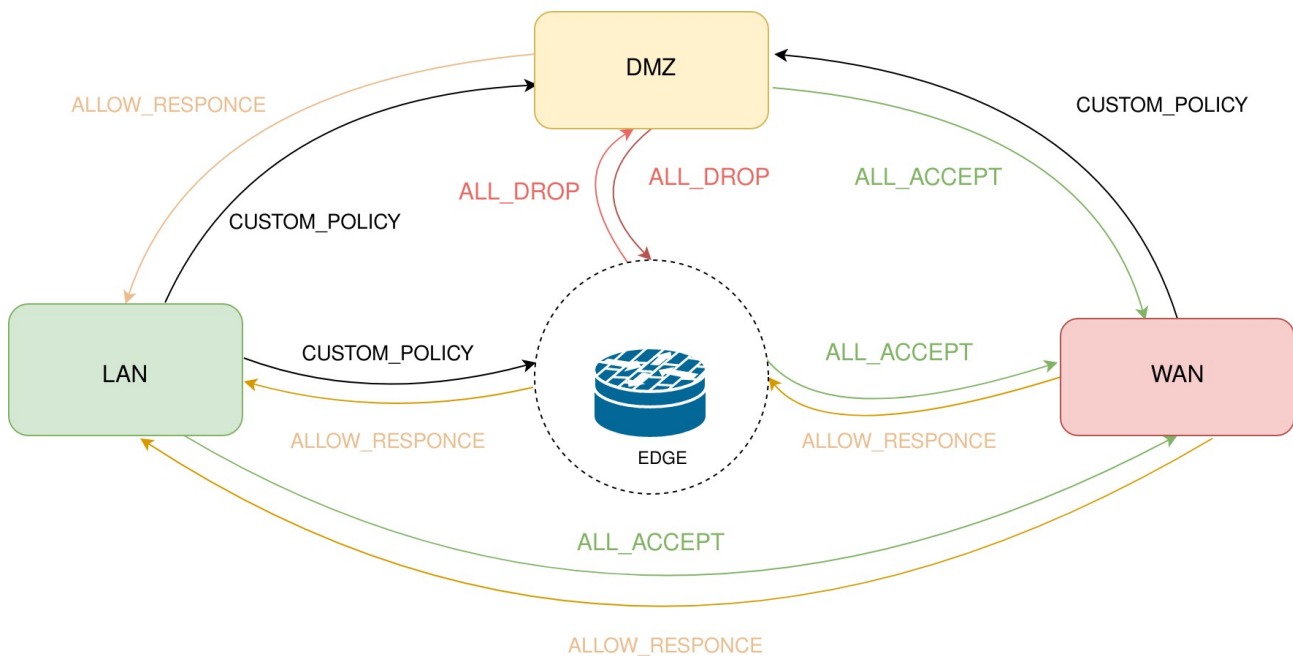 DMZ
ALLOW_RESPONCE
CUSTOM_POLICY
ALL_DROP
ALL_DROP
ALL_ACCEPT
CUSTOM_POLICY
CUSTOM_POLICY
ALL_ACCEPT
LAN
WAN
ALLOW_RESPONCE
EDGE
ALLOW_RESPONCE
ALL_ACCEPT
ALLOW_RESPONCE